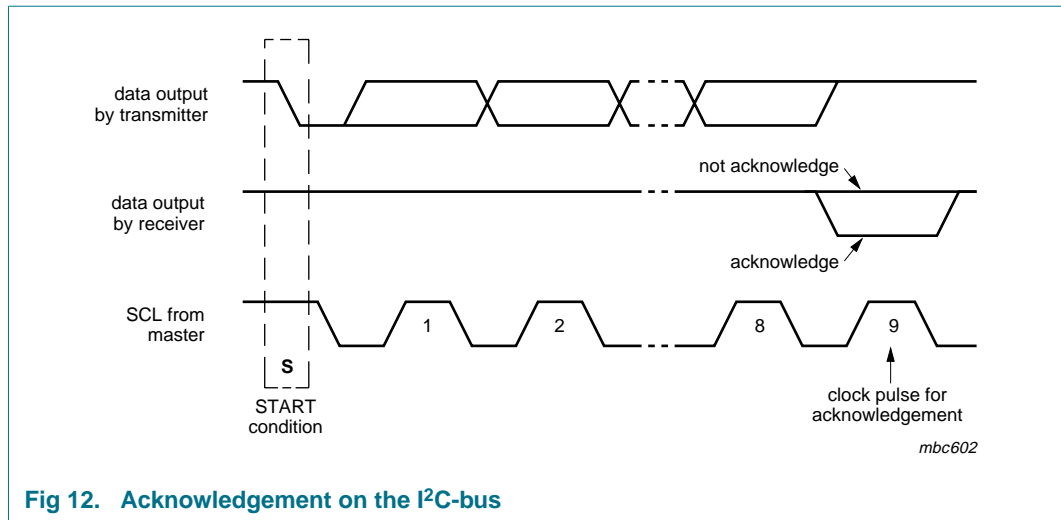 data output
by transmitter
not acknowledge
data output
by receiver
acknowledge
SCL from
master
1
2
8
9
S
START
condition
clock pulse for
acknowledgement
mbc602
Fig 12. Acknowledgement on the I²C-bus